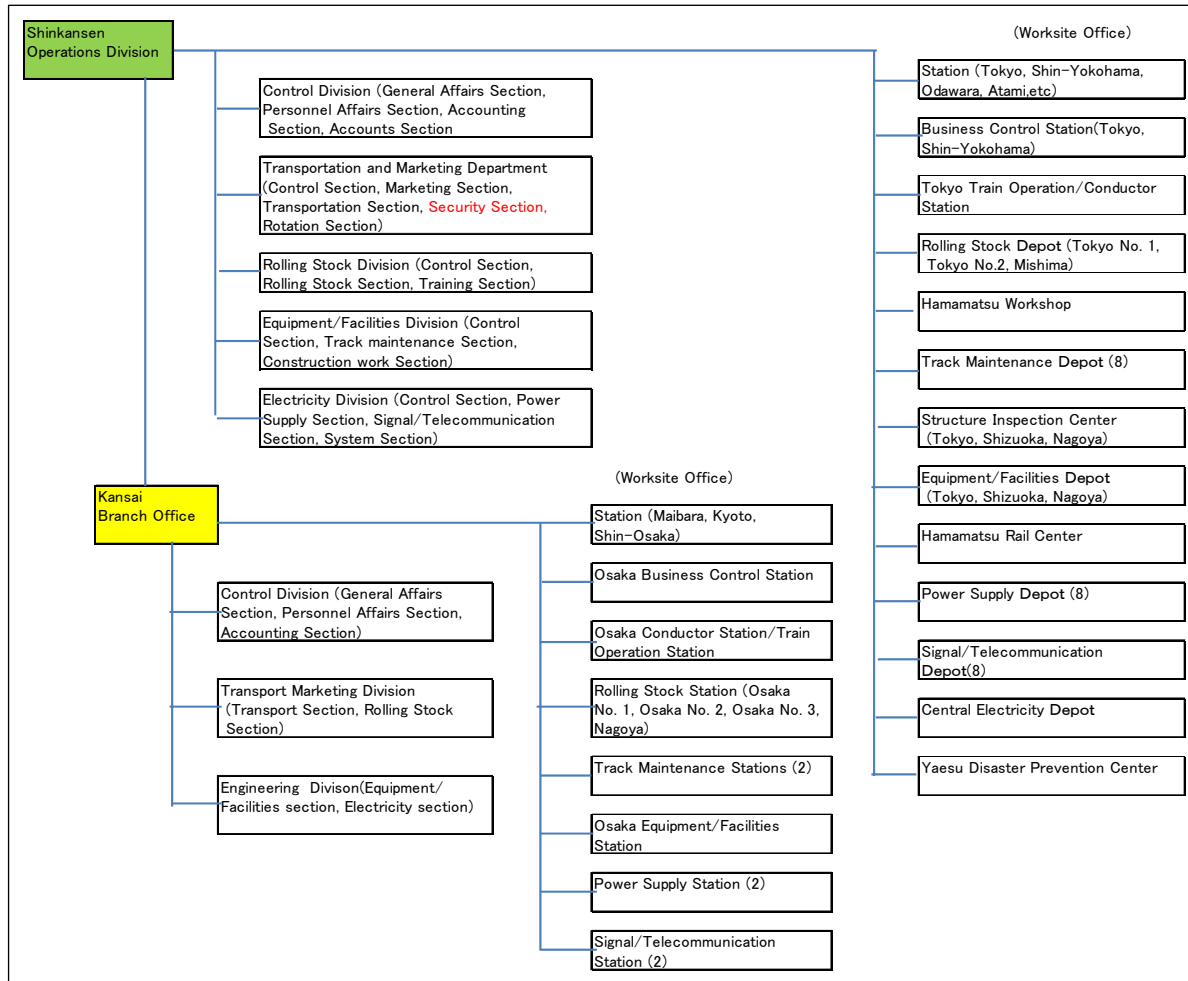 Shinkansen
Operations Division
Control Division (General Affairs Section,
Personnel Affairs Section, Accounting
Section, Accounts Section
Transportation and Marketing Department
(Control Section, Marketing Section,
Transportation Section, Security Section,
Rotation Section)
Rolling Stock Division (Control Section,
Rolling Stock Section, Training Section)
Equipment/Facilities Division (Control
Section, Track maintenance Section,
Construction work Section)
Electricity Division (Control Section, Power
Supply Section, Signal/Telecommunication
Section, System Section)
Kansai
Branch Office
Control Division (General Affairs
Section, Personnel Affairs Section,
Accounting Section)
Transport Marketing Division
(Transport Section, Rolling Stock
Section)
Engineering Divison(Equipment/
Facilities section, Electricity section)
(Worksite Office)
Station (Maibara, Kyoto,
Shin-Osaka)
Osaka Business Control Station
Osaka Conductor Station/Train
Operation Station
Rolling Stock Station (Osaka
No. 1, Osaka No. 2, Osaka No. 3,
Nagoya)
Track Maintenance Stations (2)
Osaka Equipment/Facilities
Station
Power Supply Station (2)
Signal/Telecommunication
Station (2)
(Worksite Office)
Station (Tokyo, Shin-Yokohama,
Odawara, Atami,etc)
Business Control Station(Tokyo,
Shin-Yokohama)
Tokyo Train Operation/Conductor
Station
Rolling Stock Depot (Tokyo No. 1,
Tokyo No.2, Mishima)
Hamamatsu Workshop
Track Maintenance Depot (8)
Structure Inspection Center
(Tokyo, Shizuoka, Nagoya)
Equipment/Facilities Depot
(Tokyo, Shizuoka, Nagoya)
Hamamatsu Rail Center
Power Supply Depot (8)
Signal/Telecommunication
Depot(8)
Central Electricity Depot
Yaesu Disaster Prevention Center